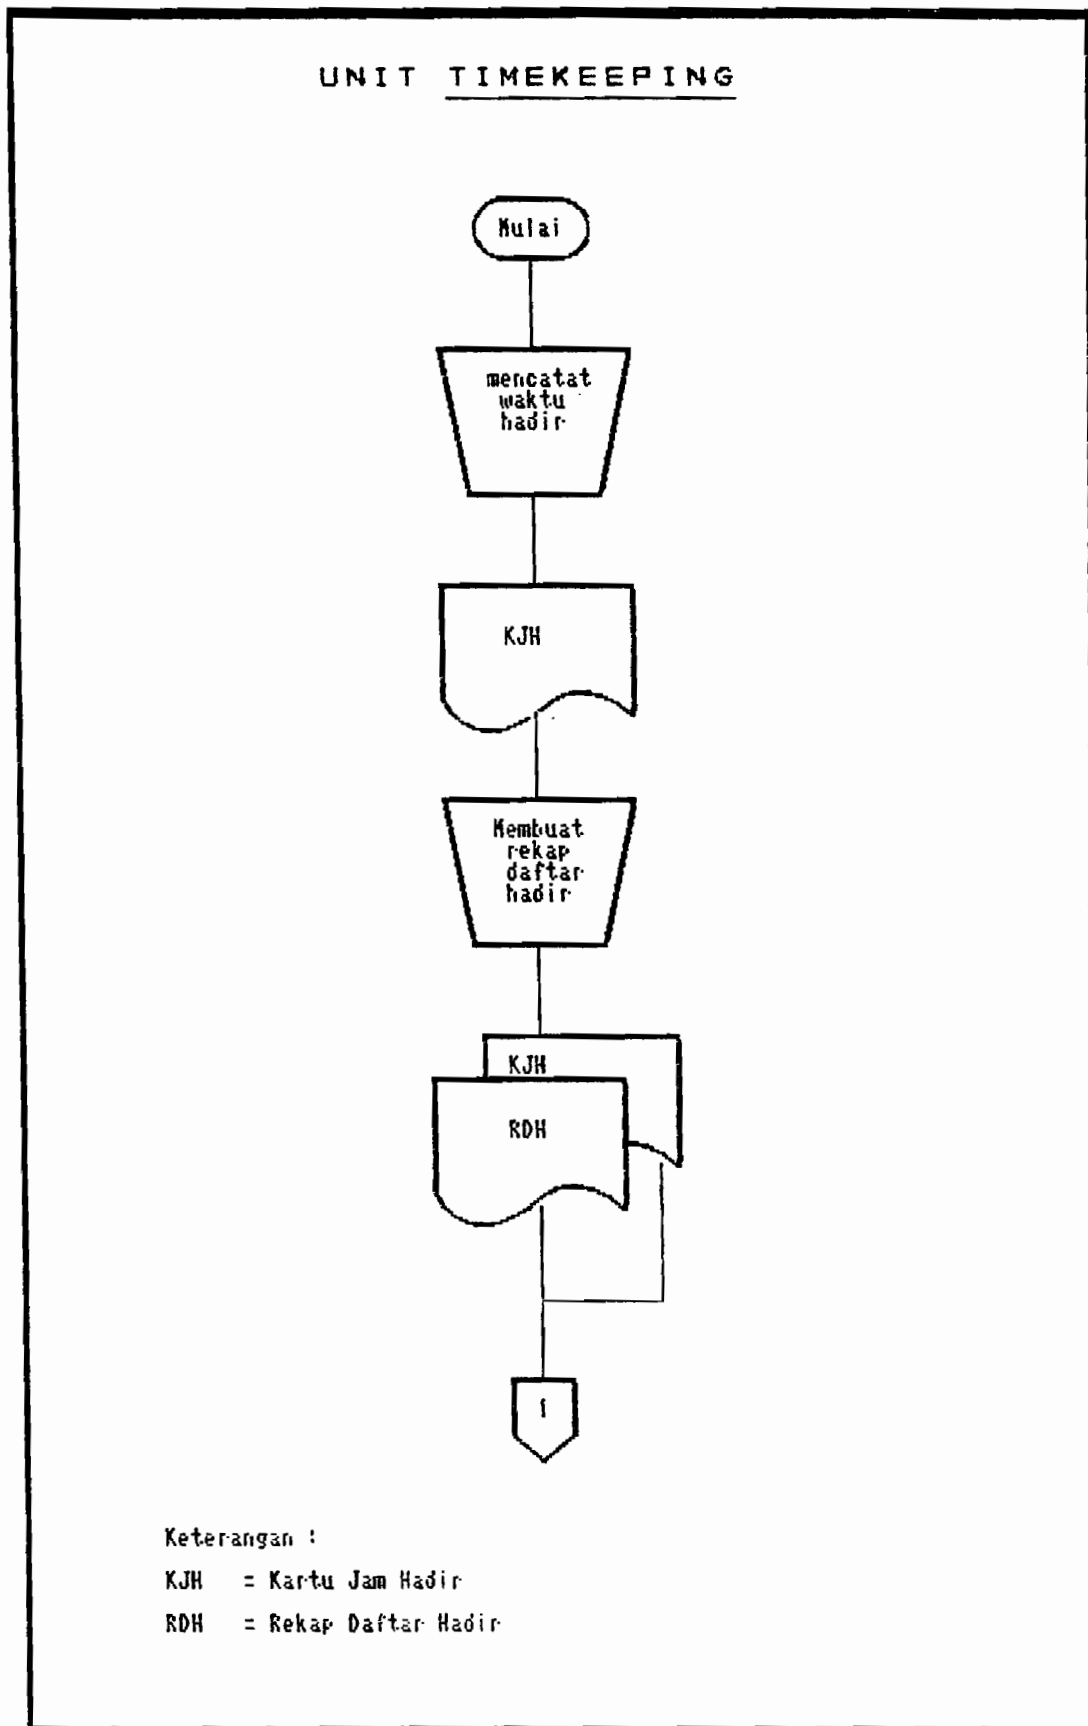 UNIT TIMEKEEPING
Mulai
mencatat
waktu
hadir
KJH
Membuat
rekap
daftar
hadir
KJH
RDH
1
Keterangan :
KJH = Kartu Jam Hadir
RDH = Rekap Daftar Hadir